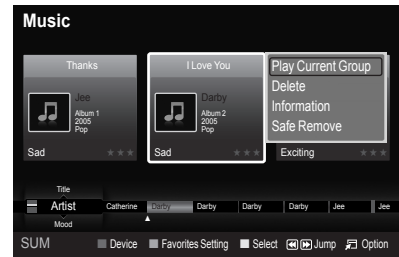 Music
Thanks
Jee
Album 1
2005
Pop
Sad
I Love You
Darby
Album 2
2005
Pop
Sad
Play Current Group
Delete
Information
Safe Remove
Exciting
Title
Artist
Mood
Catherine Darby Darby Darby Darby Jee Jee
SUM Device Favorites Setting Select Jump Option